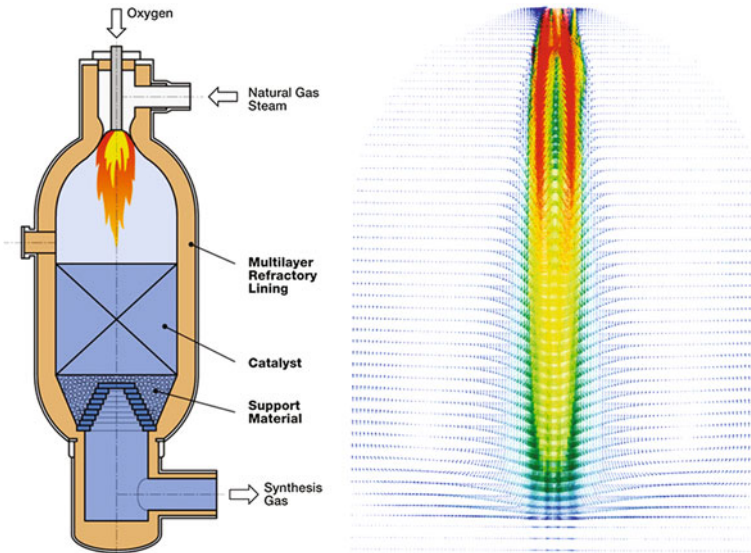 Oxygen
Natural Gas
Steam
Multilayer
Refractory
Lining
Catalyst
Support
Material
Synthesis
Gas